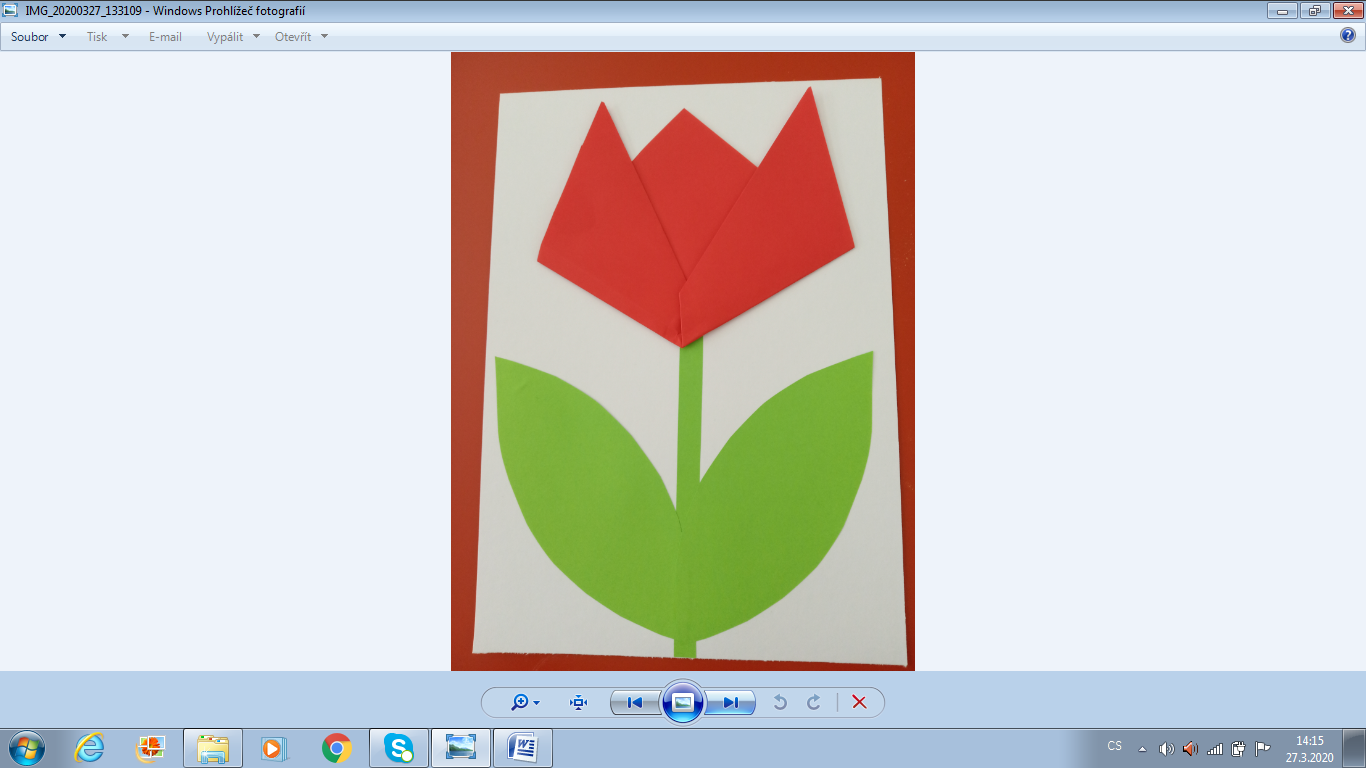 IMG_20200327_133109 - Windows Prohlížeč fotografií
Soubor Tisk E-mail Vypálit Otevřít
CS
14:15
27.3.2020